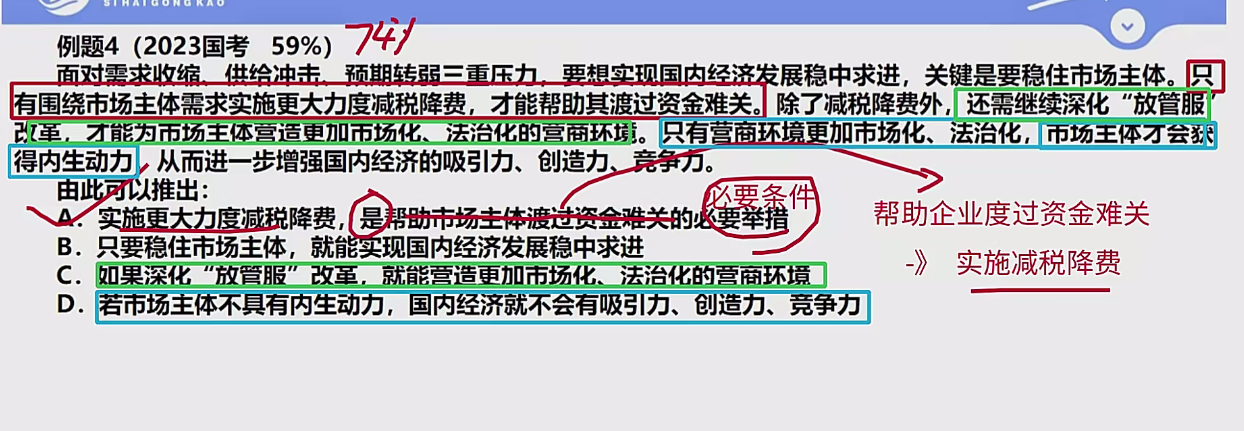 SIHAIGONGKAO
例题4（2023国考 59%） 74%
面对需求收缩、供给冲击、预期转弱三重压力，要想实现国内经济发展稳中求进，关键是要稳住市场主体。只
有围绕市场主体需求实施更大力度减税降费，才能帮助其渡过资金难关。除了减税降费外，还需继续深化“放管服”
改革，才能为市场主体营造更加市场化、法治化的营商环境。只有营商环境更加市场化、法治化，市场主体才会获
得内生动力，从而进一步增强国内经济的吸引力、创造力、竞争力。
由此可以推出：
必要条件
A. 实施更大力度减税降费，是帮助市场主体渡过资金难关的必要举措
帮助企业度过资金难关
B. 只要稳住市场主体，就能实现国内经济发展稳中求进
-》 实施减税降费
C. 如果深化“放管服”改革，就能营造更加市场化、法治化的营商环境
D. 若市场主体不具有内生动力，国内经济就不会有吸引力、创造力、竞争力